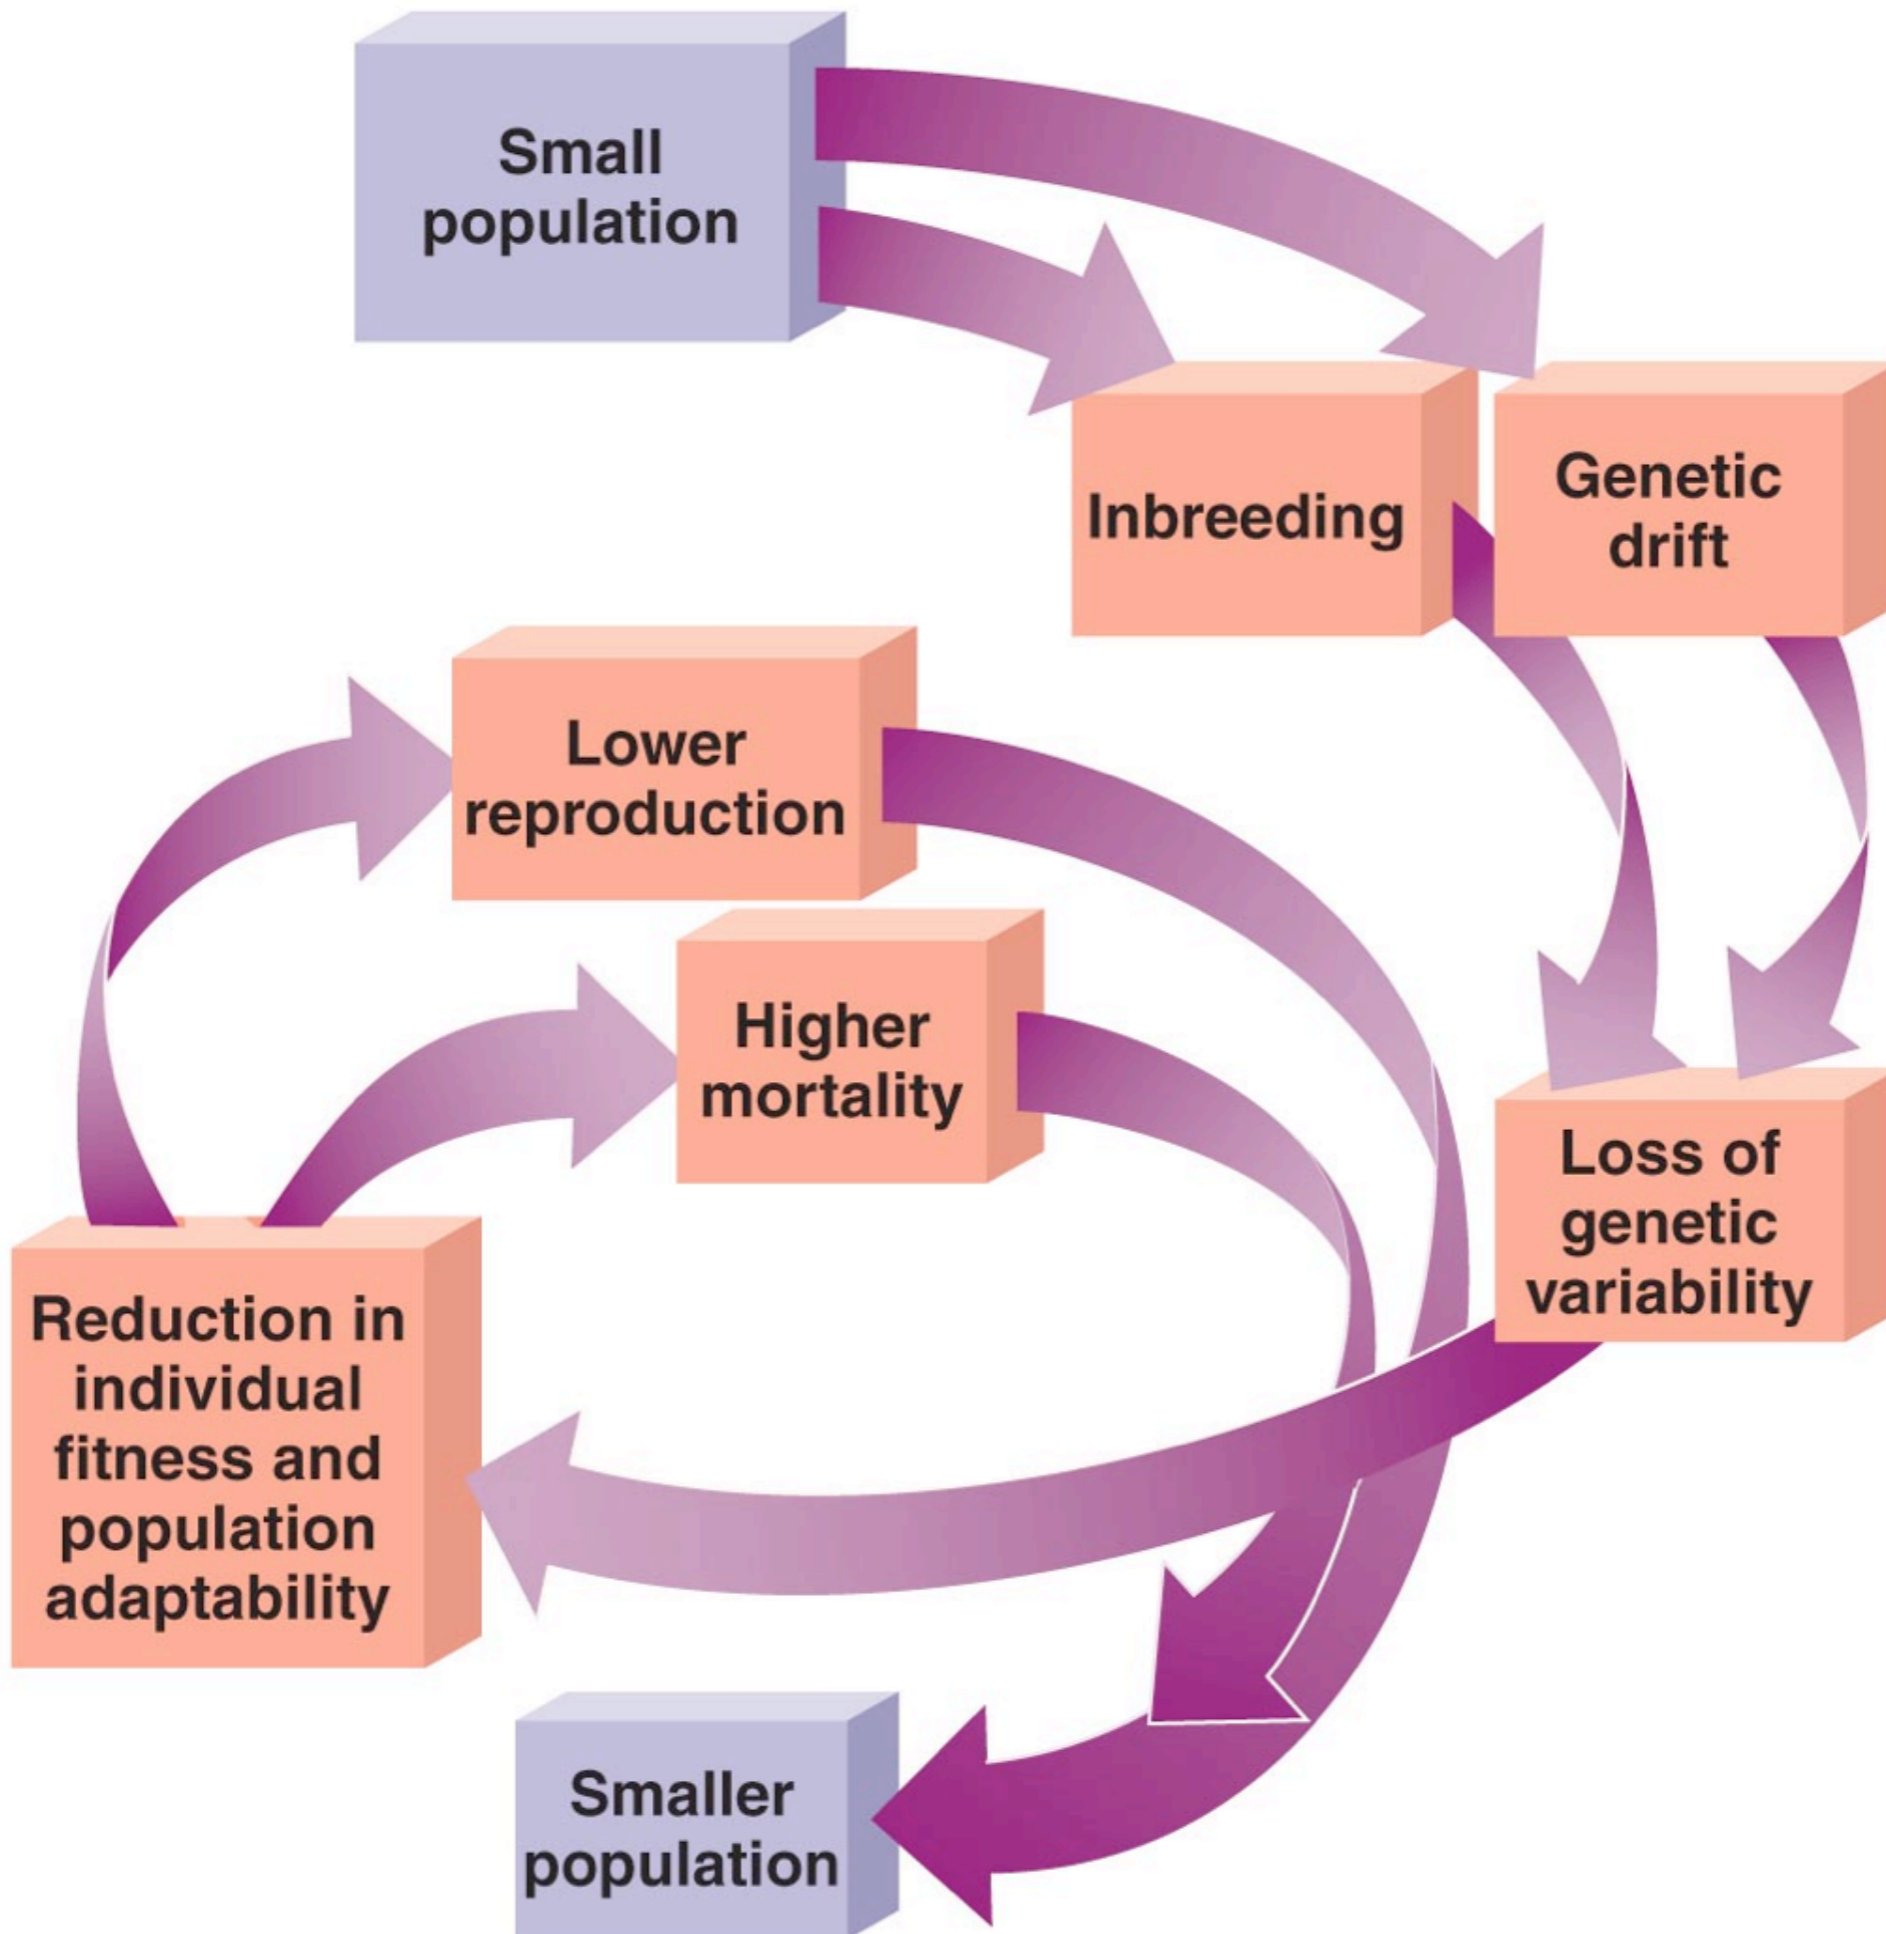 Small
population
Inbreeding
Genetic
drift
Lower
reproduction
Higher
mortality
Loss of
genetic
variability
Reduction in
individual
fitness and
population
adaptability
Smaller
population